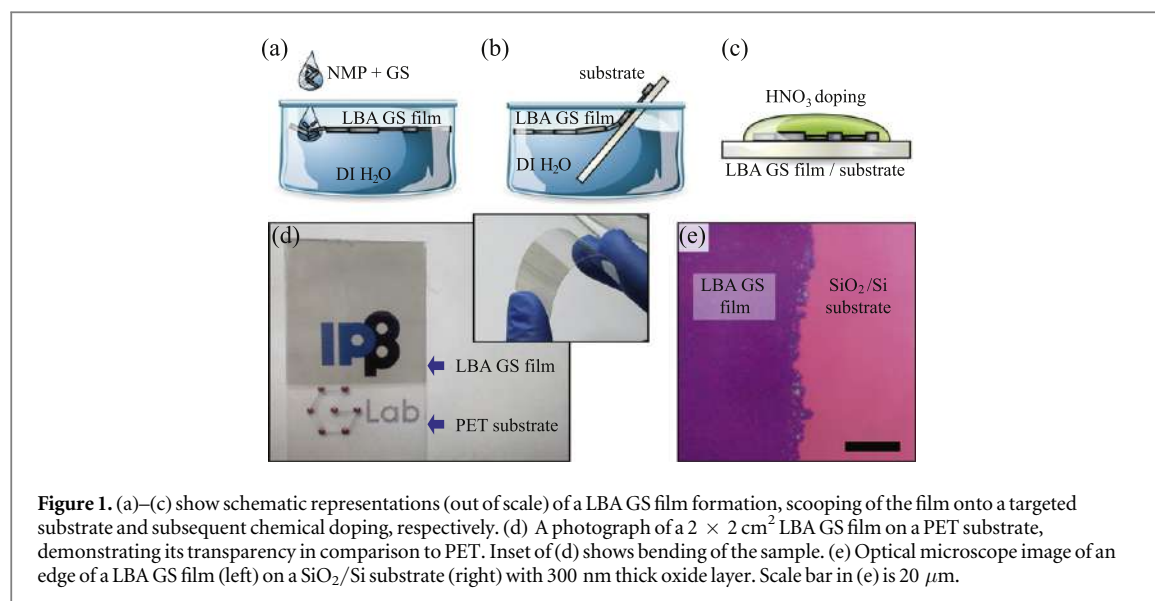 (a)
NMP + GS
LBA GS film
DI H₂O
(b)
substrate
LBA GS film
DI H₂O
(c)
HNO₃ doping
LBA GS film / substrate
(d)
IPB
Lab
LBA GS film
PET substrate
(e)
LBA GS
film
SiO₂/Si
substrate
Figure 1. (a)–(c) show schematic representations (out of scale) of a LBA GS film formation, scooping of the film onto a targeted
substrate and subsequent chemical doping, respectively. (d) A photograph of a 2 × 2 cm² LBA GS film on a PET substrate,
demonstrating its transparency in comparison to PET. Inset of (d) shows bending of the sample. (e) Optical microscope image of an
edge of a LBA GS film (left) on a SiO₂/Si substrate (right) with 300 nm thick oxide layer. Scale bar in (e) is 20 μm.